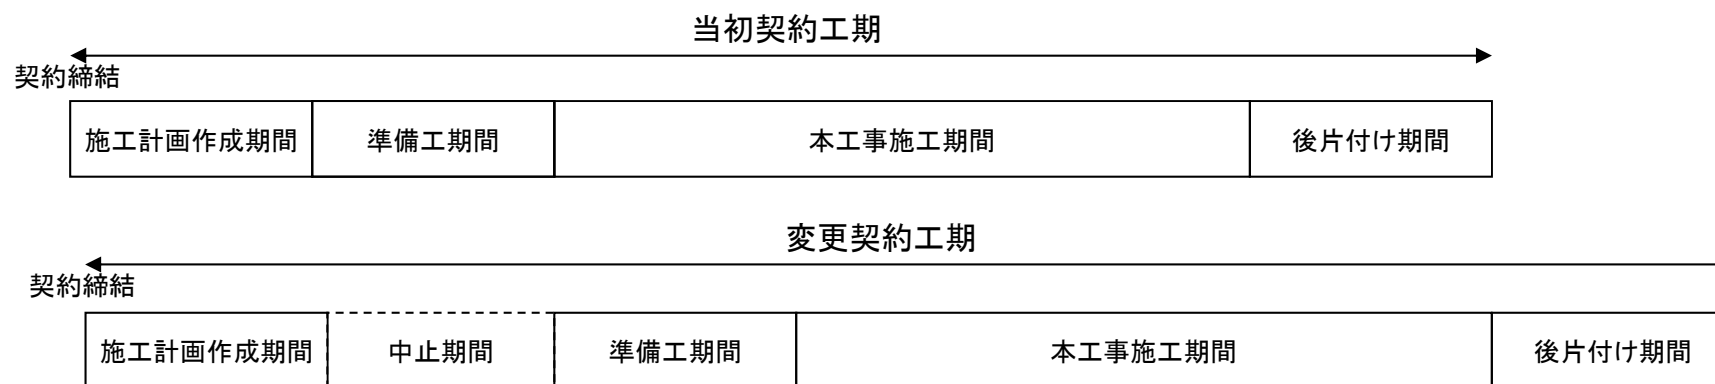 当初契約工期
契約締結
施工計画作成期間
準備工期間
本工事施工期間
後片付け期間
変更契約工期
契約締結
施工計画作成期間
中止期間
準備工期間
本工事施工期間
後片付け期間